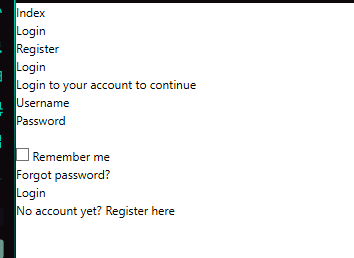 Index
Login
Register
Login
Login to your account to continue
Username
Password
Remember me
Forgot password?
Login
No account yet? Register here